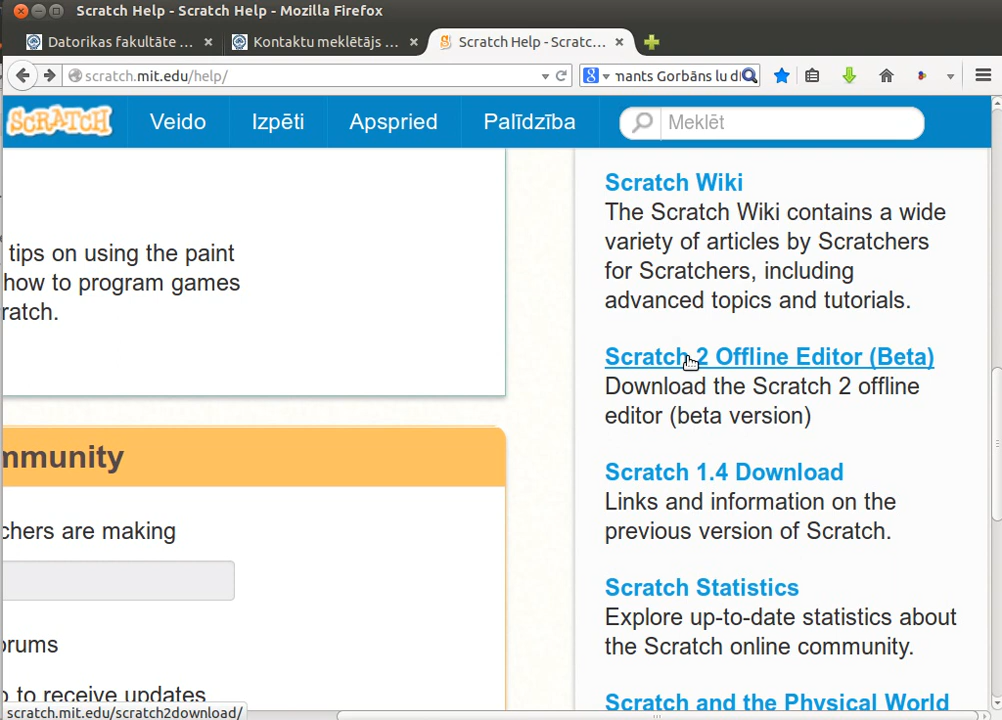 Scratch Help - Scratch Help - Mozilla Firefox
Datorikas fakultāte ...
Kontaktu meklētājs ...
Scratch Help - Scratc...
scratch.mit.edu/help/
mants Gorbāns lu d
SCRATCH
Veido
Izpēti
Apspried
Palīdzība
Meklēt
tips on using the paint
how to program games
ratch.
mmunity
chers are making
orums
o to receive updates
Scratch Wiki
The Scratch Wiki contains a wide
variety of articles by Scratchers
for Scratchers, including
advanced topics and tutorials.
Scratch 2 Offline Editor (Beta)
Download the Scratch 2 offline
editor (beta version)
Scratch 1.4 Download
Links and information on the
previous version of Scratch.
Scratch Statistics
Explore up-to-date statistics about
the Scratch online community.
Scratch and the Physical World
scratch.mit.edu/scratch2download/